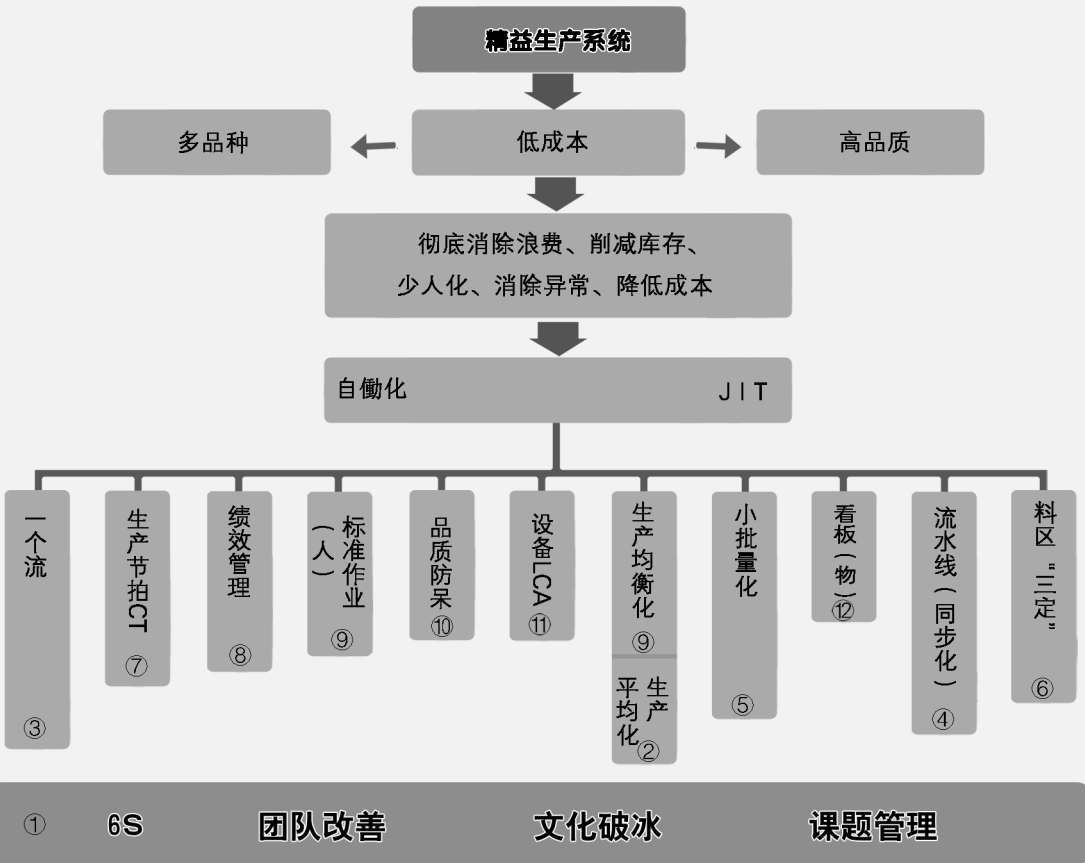 精益生产系统
多品种
低成本
高品质
彻底消除浪费、削减库存、
少人化、消除异常、降低成本
自働化
JIT
一个流
③
生产节拍CT
⑦
绩效管理
⑧
标准作业
(人)
⑨
品质防呆
⑩
设备LCA
⑪
生产均衡化
⑨
生产
平均化
②
小批量化
⑤
看板(物)
⑫
流水线(同步化)
④
料区“三定”
⑥
①
6S
团队改善
文化破冰
课题管理